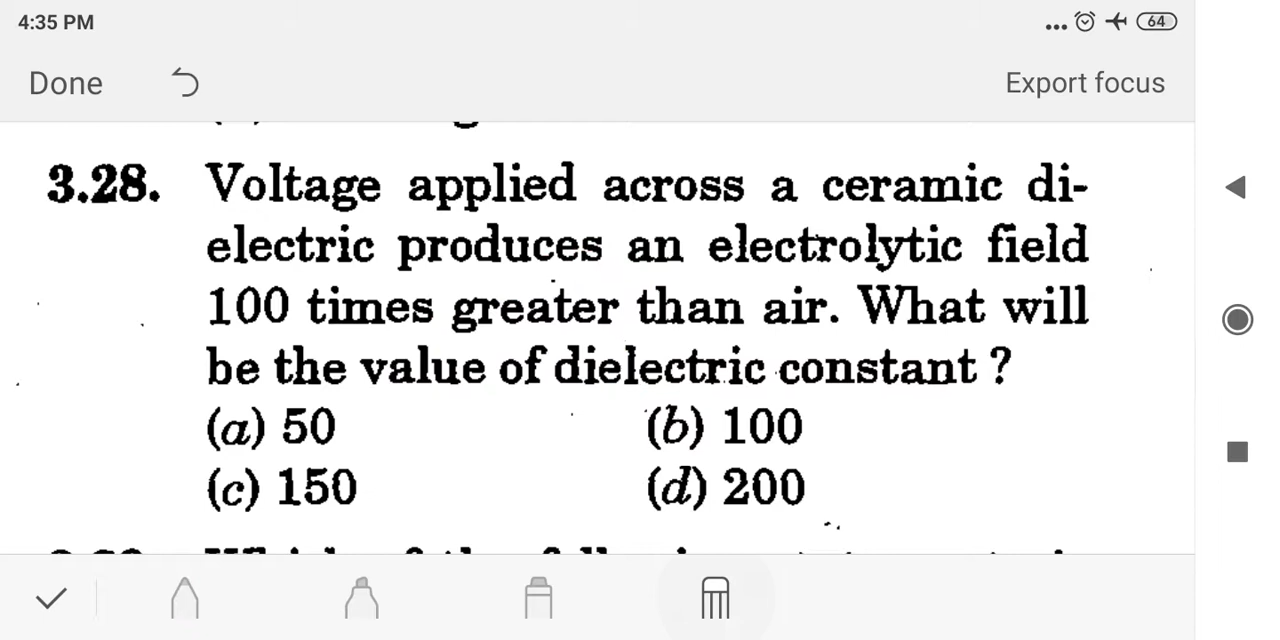 4:35 PM
64
Done
Export focus
3.28. Voltage applied across a ceramic di-
electric produces an electrolytic field
100 times greater than air. What will
be the value of dielectric constant ?
(a) 50 (b) 100
(c) 150 (d) 200